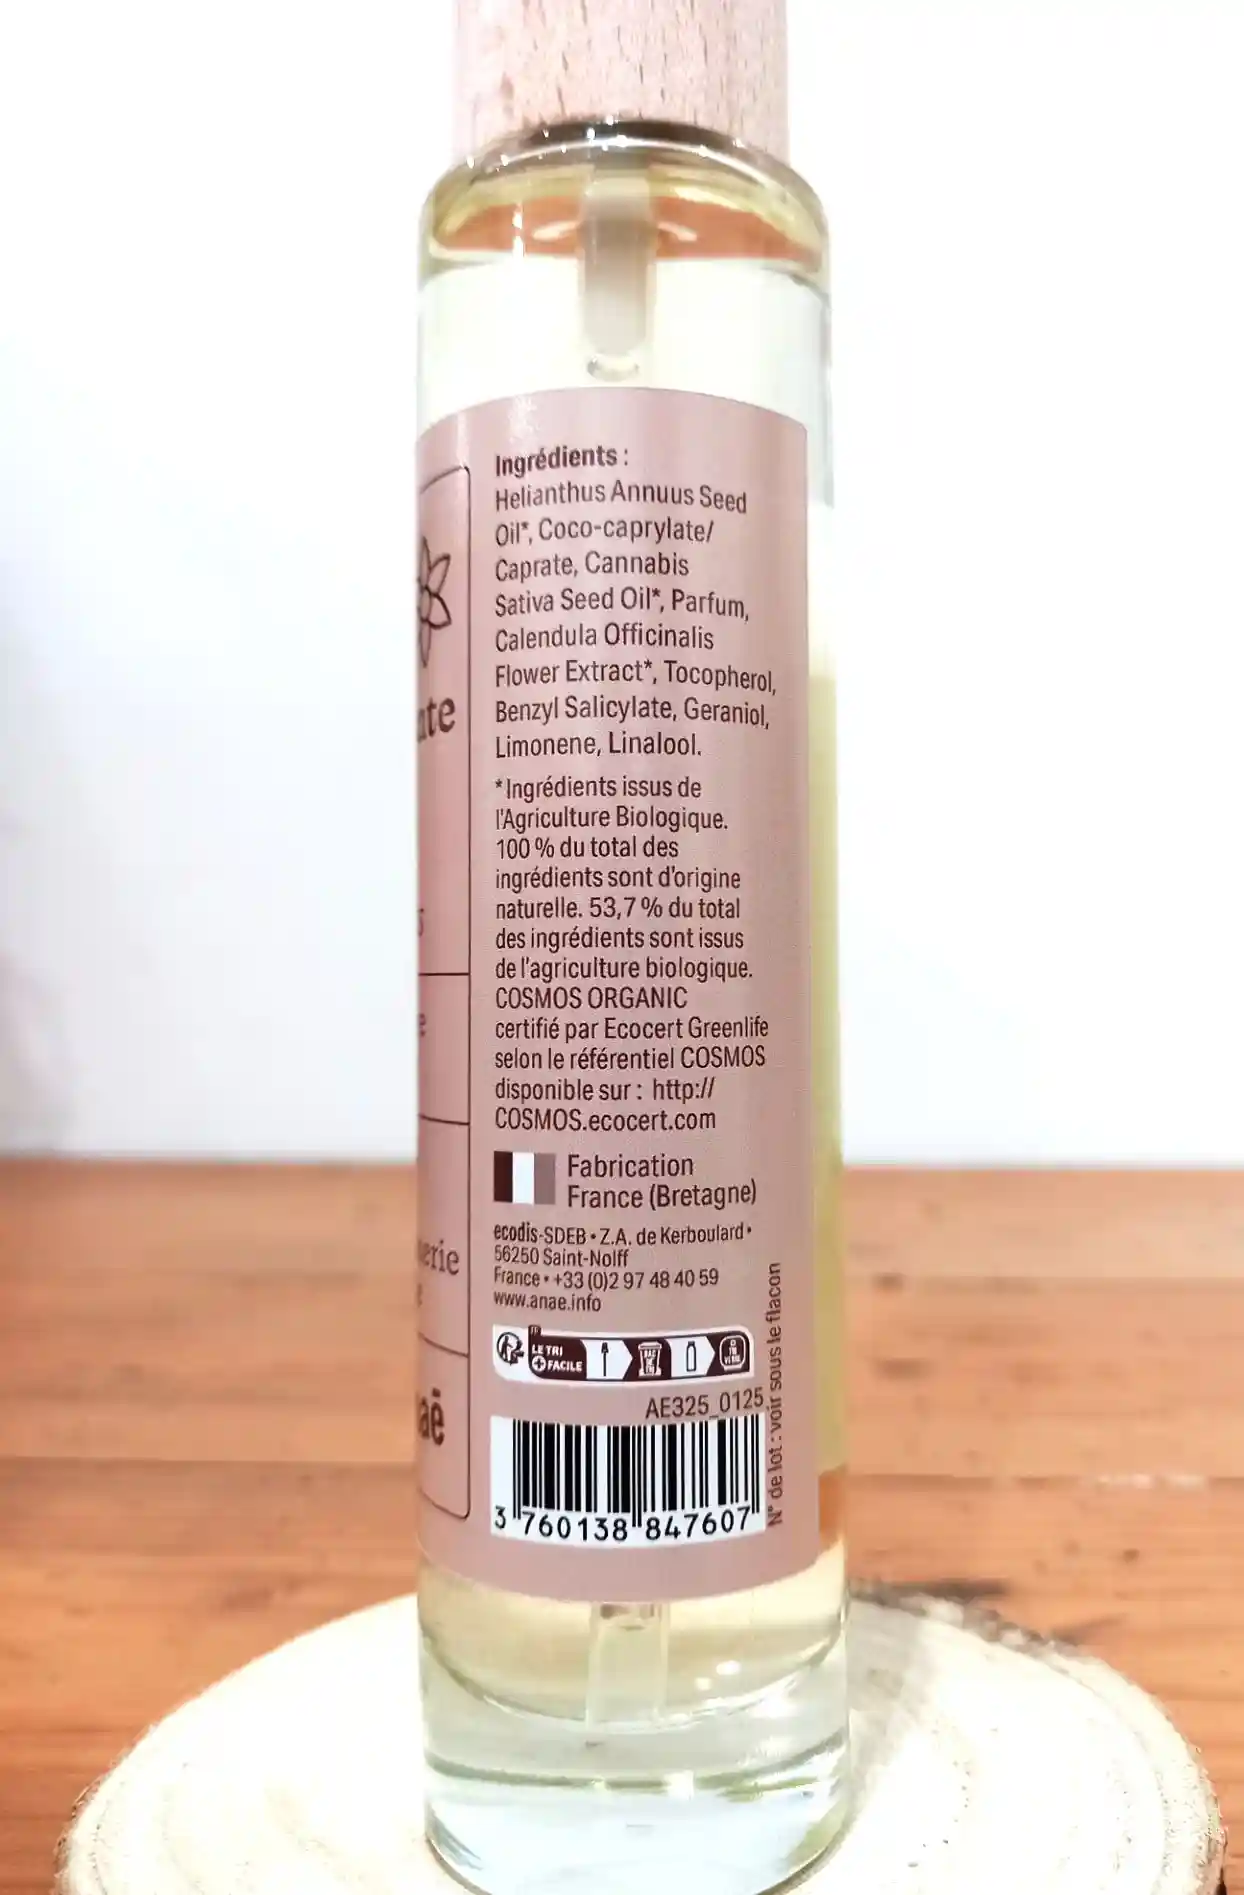 Ingrédients :
Helianthus Annuus Seed
Oil*, Coco-caprylate/
Caprate, Cannabis
Sativa Seed Oil*, Parfum,
Calendula Officinalis
Flower Extract*, Tocopherol,
Benzyl Salicylate, Geraniol,
Limonene, Linalool.
*Ingrédients issus de
l'Agriculture Biologique.
100 % du total des
ingrédients sont d'origine
naturelle. 53,7 % du total
des ingrédients sont issus
de l'agriculture biologique.
COSMOS ORGANIC
certifié par Ecocert Greenlife
selon le référentiel COSMOS
disponible sur : http://
COSMOS.ecocert.com
Fabrication
France (Bretagne)
ecodis-SDEB • Z.A. de Kerboulard •
56250 Saint-Nolff
France • +33 (0)2 97 48 40 59
www.anae.info
FR
LE TRI
+ FACILE
BAC
DE TRI
AE325_0125
3 760138 847607
N° de lot : voir sous le flacon